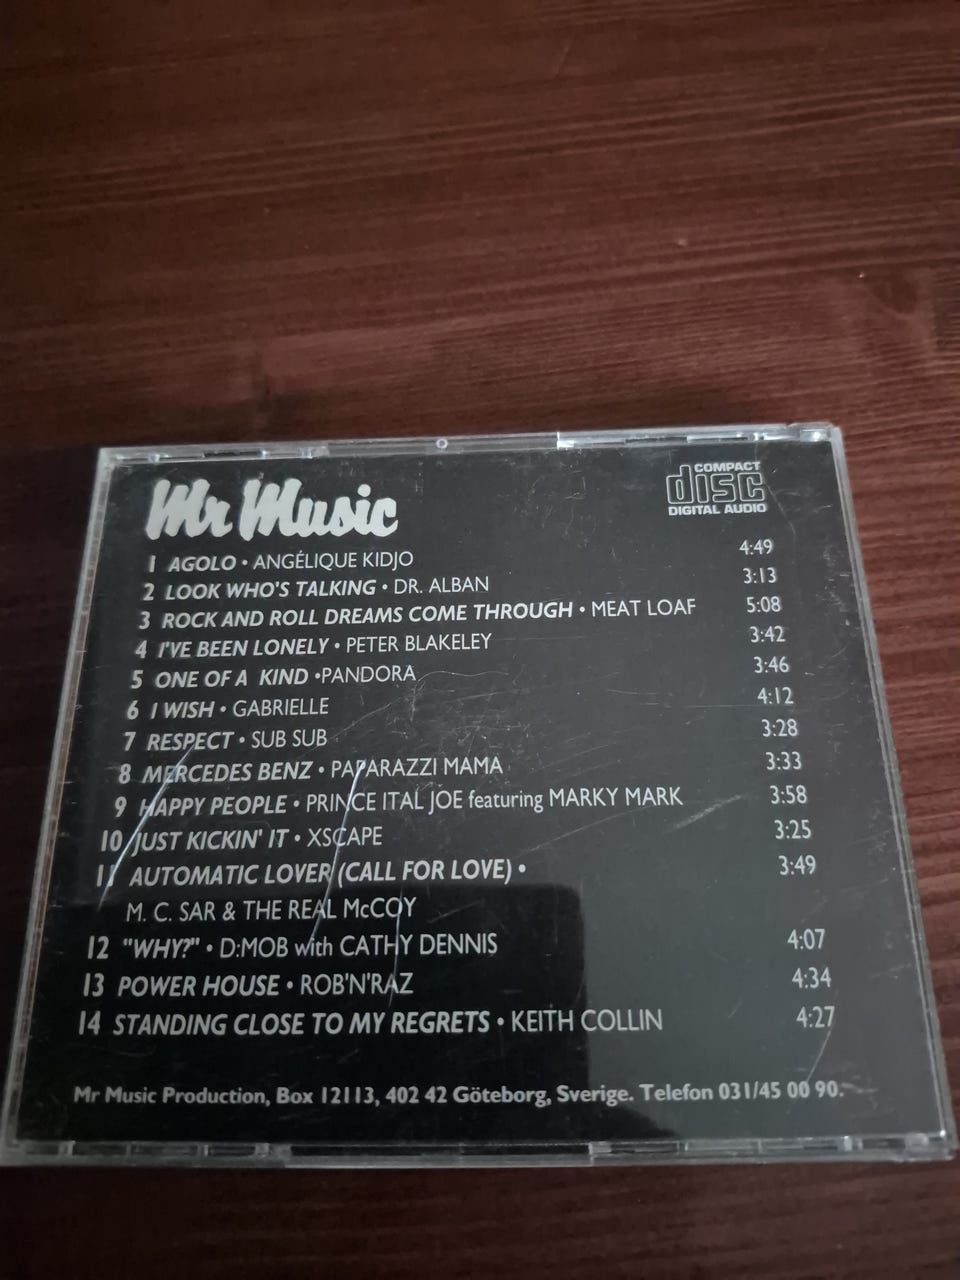 Mr Music
COMPACT
disc
DIGITAL AUDIO
1 AGOLO • ANGÉLIQUE KIDJO 4:49
2 LOOK WHO'S TALKING • DR. ALBAN 3:13
3 ROCK AND ROLL DREAMS COME THROUGH • MEAT LOAF 5:08
4 I'VE BEEN LONELY • PETER BLAKELEY 3:42
5 ONE OF A KIND •PANDORA 3:46
6 I WISH • GABRIELLE 4:12
7 RESPECT • SUB SUB 3:28
8 MERCEDES BENZ • PAPARAZZI MAMA 3:33
9 HAPPY PEOPLE • PRINCE ITAL JOE featuring MARKY MARK 3:58
10 JUST KICKIN' IT • XSCAPE 3:25
11 AUTOMATIC LOVER (CALL FOR LOVE) • 3:49
M. C. SAR & THE REAL McCOY
12 "WHY?" • D:MOB with CATHY DENNIS 4:07
13 POWER HOUSE • ROB'N'RAZ 4:34
14 STANDING CLOSE TO MY REGRETS • KEITH COLLIN 4:27
Mr Music Production, Box 12113, 402 42 Göteborg, Sverige. Telefon 031/45 00 90.